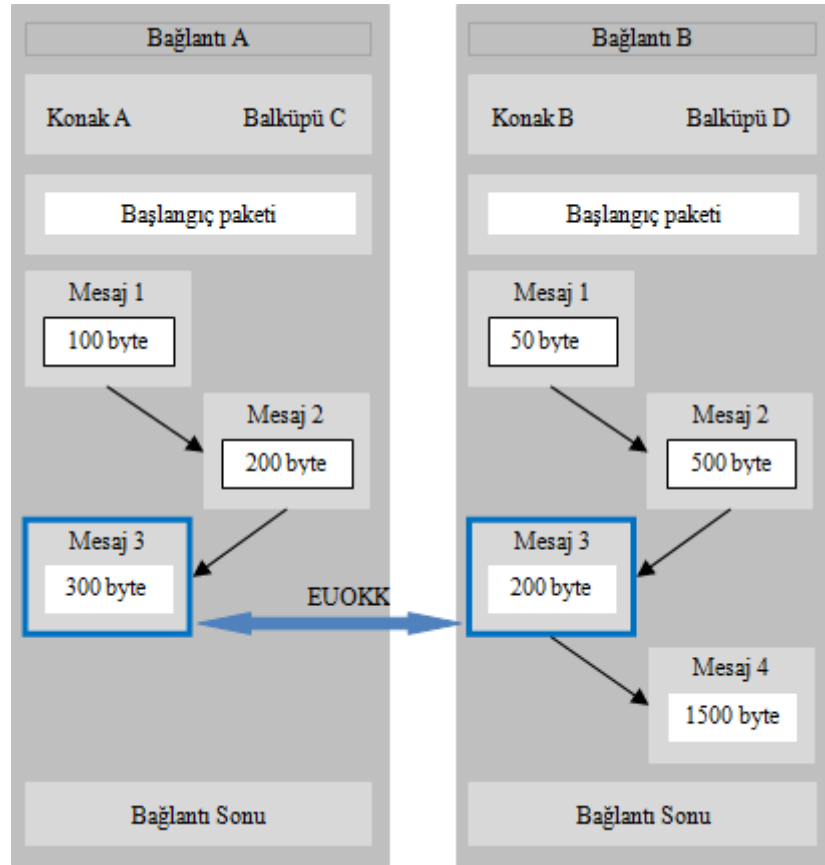 Bağlantı A
Konak A Balküpü C
Başlangıç paketi
Mesaj 1
100 byte
Mesaj 2
200 byte
Mesaj 3
300 byte
Bağlantı Sonu
EUOKK
Bağlantı B
Konak B Balküpü D
Başlangıç paketi
Mesaj 1
50 byte
Mesaj 2
500 byte
Mesaj 3
200 byte
Mesaj 4
1500 byte
Bağlantı Sonu